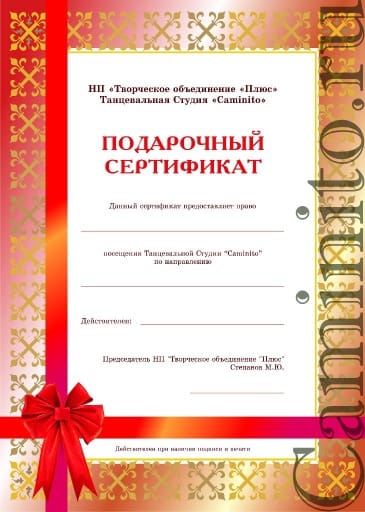 НП «Творческое объединение «Плюс»
Танцевальная Студия «Caminito»
ПОДАРОЧНЫЙ
СЕРТИФИКАТ
Данный сертификат предоставляет право
посещения Танцевальной Студии "Caminito"
по направлению
Действителен:
Председатель НП "Творческое объединение "Плюс"
Степанов М.Ю.
Действителен при наличии подписи и печати
Caminito.ru